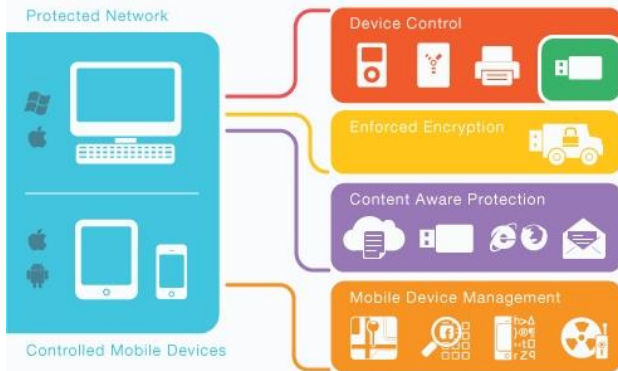 Protected Network
Device Control
Enforced Encryption
Content Aware Protection
Mobile Device Management
Controlled Mobile Devices